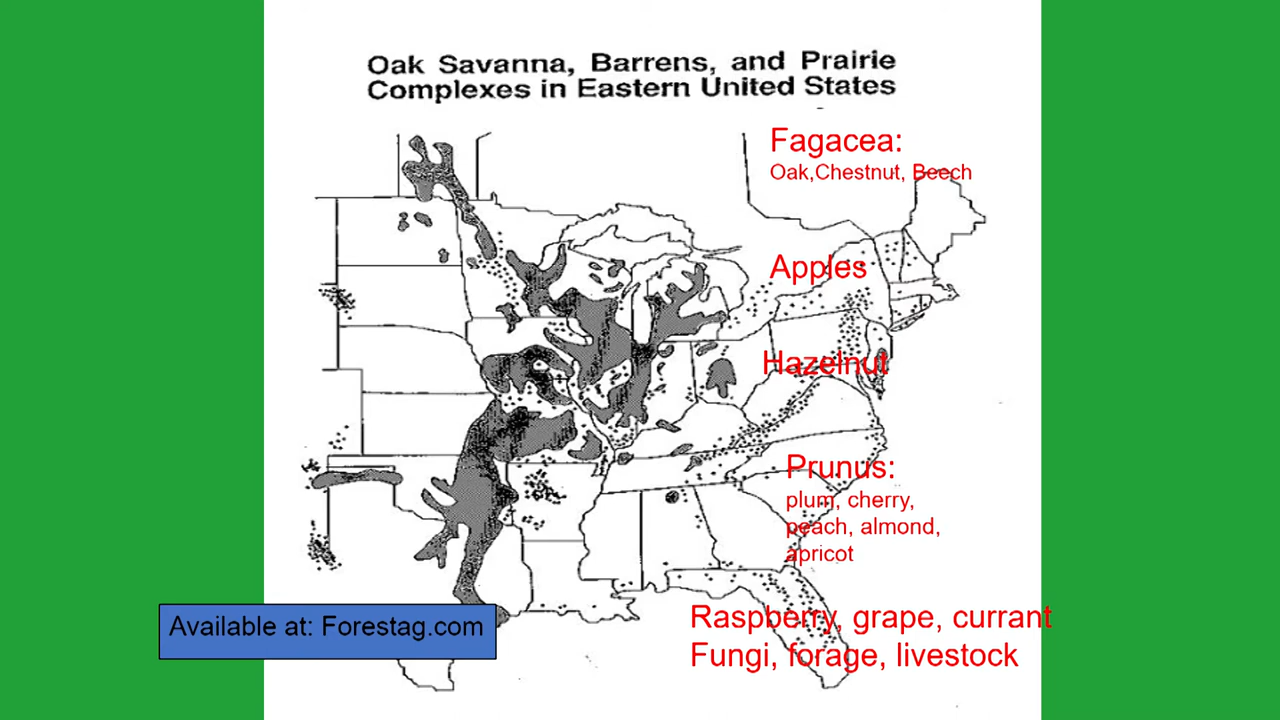 Oak Savanna, Barrens, and Prairie
Complexes in Eastern United States
Fagacea:
Oak,Chestnut, Beech
Apples
Hazelnut
Prunus:
plum, cherry,
peach, almond,
apricot
Raspberry, grape, currant
Fungi, forage, livestock
Available at: Forestag.com